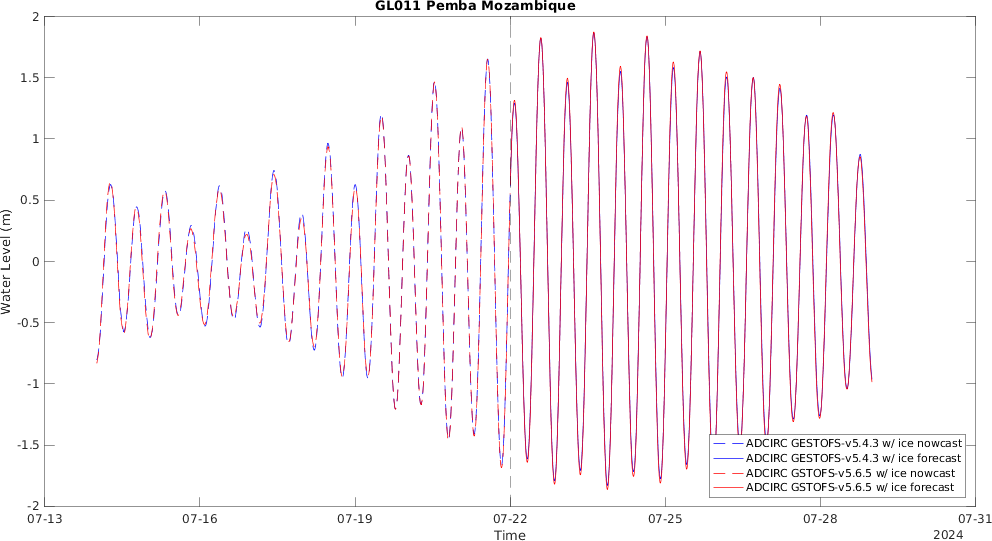 GL011 Pemba Mozambique
Water Level (m)
2
1.5
1
0.5
0
-0.5
-1
-1.5
-2
ADCIRC GESTOFS-v5.4.3 w/ ice nowcast
ADCIRC GESTOFS-v5.4.3 w/ ice forecast
ADCIRC GSTOFS-v5.6.5 w/ ice nowcast
ADCIRC GSTOFS-v5.6.5 w/ ice forecast
07-13 07-16 07-19 07-22 07-25 07-28 07-31
Time
2024